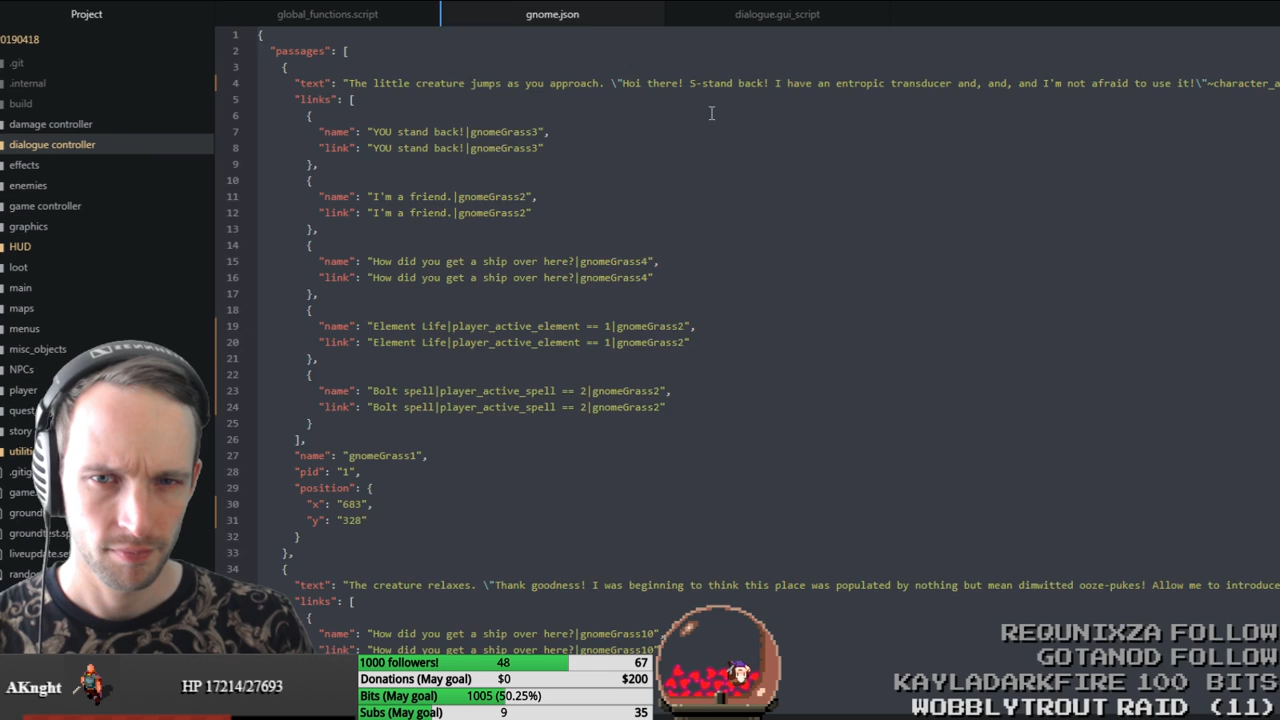 Project
global_functions.script
gnome.json
dialogue.gui_script
0190418
.git
.internal
build
damage controller
dialogue controller
effects
enemies
game controller
graphics
HUD
loot
main
maps
menus
misc_objects
NPCs
player
quest
story
utiliti
.gitig
game.
ground
groundtest.sp
liveupdate.se
rando
1 {
2 "passages": [
3 {
4 "text": "The little creature jumps as you approach. \"Hoi there! S-stand back! I have an entropic transducer and, and, and I'm not afraid to use it!\"~character_a
5 "links": [
6 {
7 "name": "YOU stand back!|gnomeGrass3",
8 "link": "YOU stand back!|gnomeGrass3"
9 },
10 {
11 "name": "I'm a friend.|gnomeGrass2",
12 "link": "I'm a friend.|gnomeGrass2"
13 },
14 {
15 "name": "How did you get a ship over here?|gnomeGrass4",
16 "link": "How did you get a ship over here?|gnomeGrass4"
17 },
18 {
19 "name": "Element Life|player_active_element == 1|gnomeGrass2",
20 "link": "Element Life|player_active_element == 1|gnomeGrass2"
21 },
22 {
23 "name": "Bolt spell|player_active_spell == 2|gnomeGrass2",
24 "link": "Bolt spell|player_active_spell == 2|gnomeGrass2"
25 }
26 ],
27 "name": "gnomeGrass1",
28 "pid": "1",
29 "position": {
30 "x": "683",
31 "y": "328"
32 }
33 },
34 {
"text": "The creature relaxes. \"Thank goodness! I was beginning to think this place was populated by nothing but mean dimwitted ooze-pukes! Allow me to introduce
"links": [
{
"name": "How did you get a ship over here?|gnomeGrass10",
"link": "How did you get a ship over here?|gnomeGrass10"
REQUNIXZA FOLLOW
GOTANOD FOLLOW
KAYLADARKFIRE 100 BITS
WOBBLYTROUT RAID (11)
AKnght
HP 17214/27693
1000 followers! 48 67
Donations (May goal) $0 $200
Bits (May goal) 1005 (50.25%)
Subs (May goal) 9 35